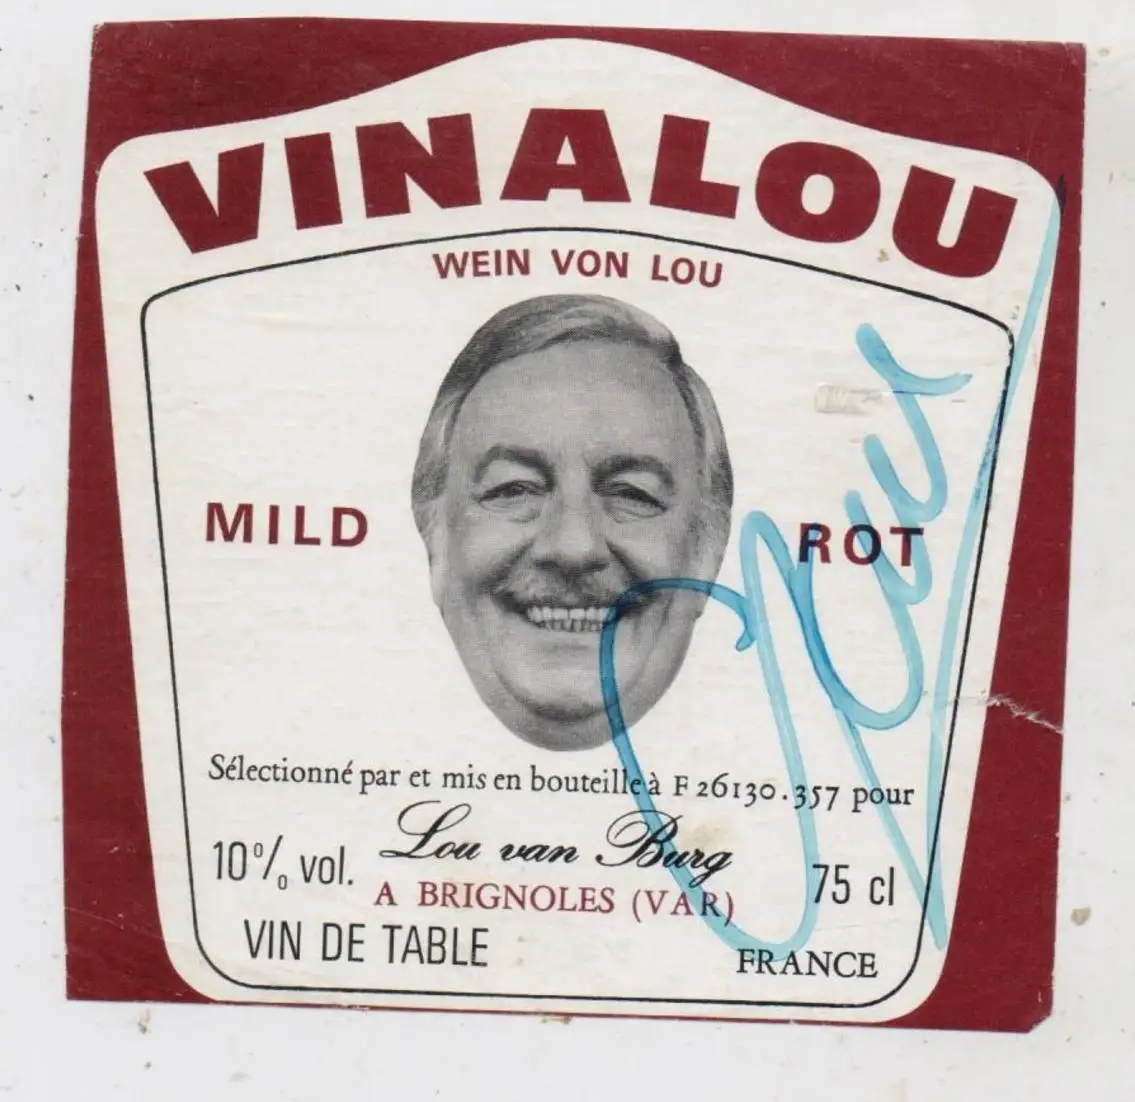 VINALOU
WEIN VON LOU
MILD ROT
Sélectionné par et mis en bouteille à F 26130.357 pour
10% vol. Lou van Burg 75 cl
A BRIGNOLES (VAR)
VIN DE TABLE FRANCE